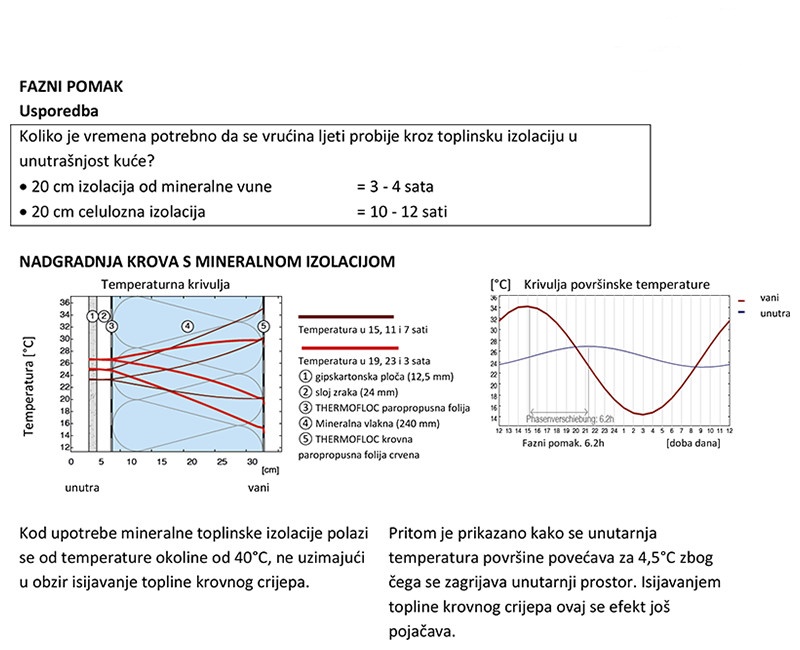 FAZNI POMAK
Usporedba
Koliko je vremena potrebno da se vrućina ljeti probije kroz toplinsku izolaciju u
unutrašnjost kuće?
• 20 cm izolacija od mineralne vune = 3 - 4 sata
• 20 cm celulozna izolacija = 10 - 12 sati
NADGRADNJA KROVA S MINERALNOM IZOLACIJOM
Temperaturna krivulja
Temperatura [°C]
36
34
32
30
28
26
24
22
20
18
16
14
12
1 2 3 4 5
0 5 10 15 20 25 30
[cm]
unutra vani
Temperatura u 15, 11 i 7 sati
Temperatura u 19, 23 i 3 sata
1 gipskartonska ploča (12,5 mm)
2 sloj zraka (24 mm)
3 THERMOFLOC paropropusna folija
4 Mineralna vlakna (240 mm)
5 THERMOFLOC krovna
paropropusna folija crvena
[°C] Krivulja površinske temperature
36
34
32
30
28
26
24
22
20
18
16
14
vani
unutra
Phasenverschiebung: 6.2h
12 13 14 15 16 17 18 19 20 21 22 23 24 1 2 3 4 5 6 7 8 9 10 11 12
Fazni pomak. 6.2h [doba dana]
Kod upotrebe mineralne toplinske izolacije polazi
se od temperature okoline od 40°C, ne uzimajući
u obzir isijavanje topline krovnog crijepa.
Pritom je prikazano kako se unutarnja
temperatura površine povećava za 4,5°C zbog
čega se zagrijava unutarnji prostor. Isijavanjem
topline krovnog crijepa ovaj se efekt još
pojačava.